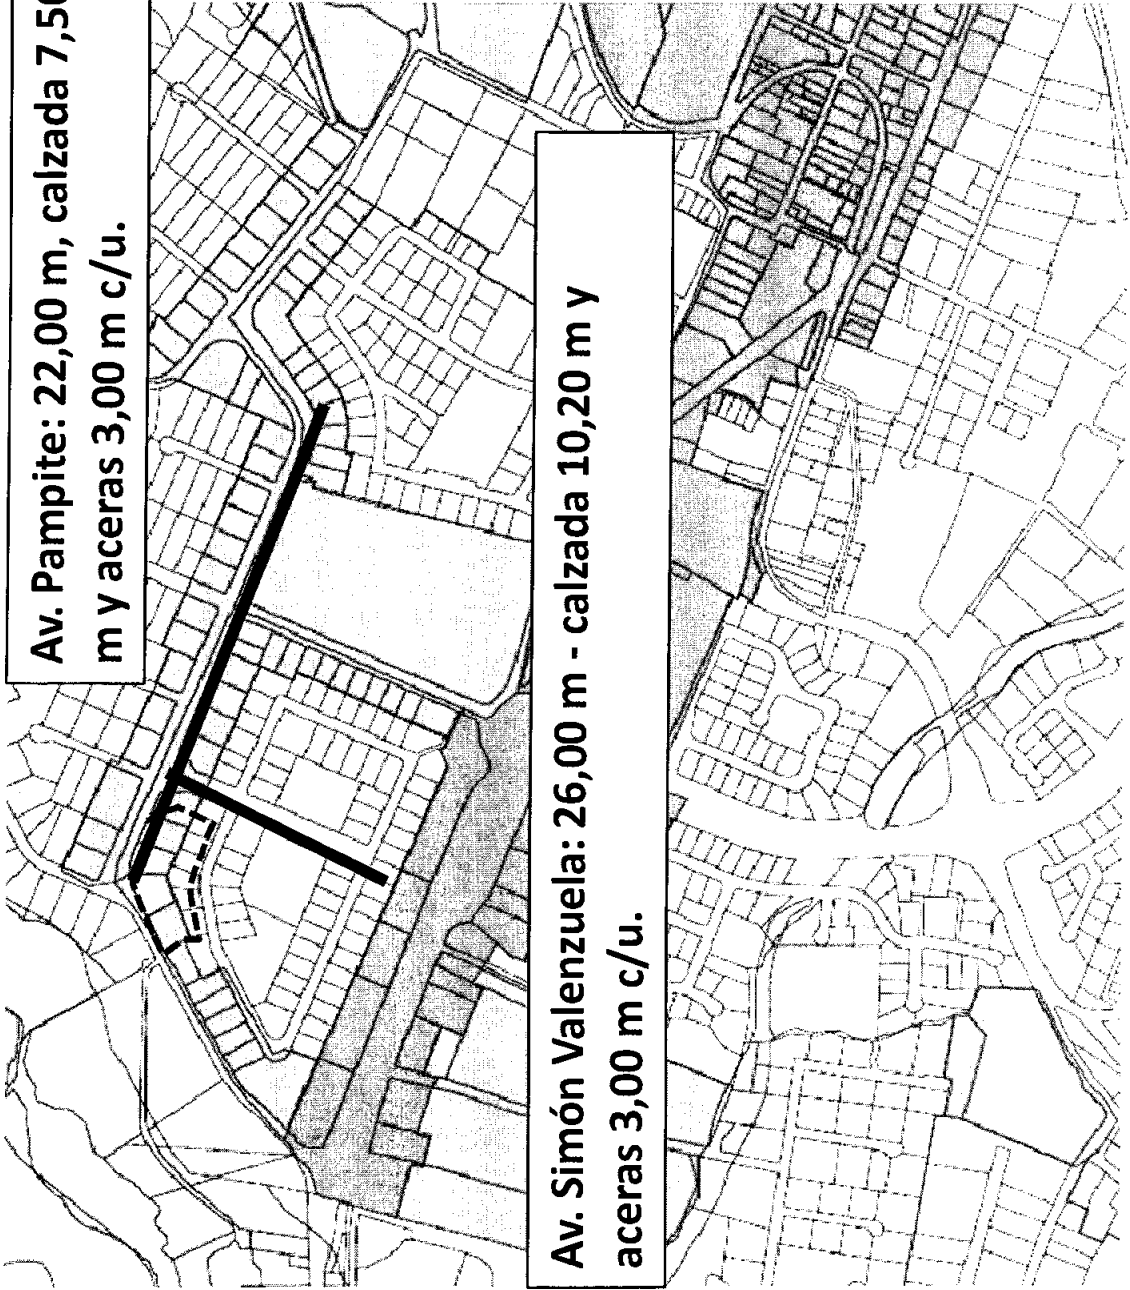 Av. Pampite: 22,00 m, calzada 7,50
m y aceras 3,00 m c/u.
Av. Simón Valenzuela: 26,00 m - calzada 10,20 m y
aceras 3,00 m c/u.